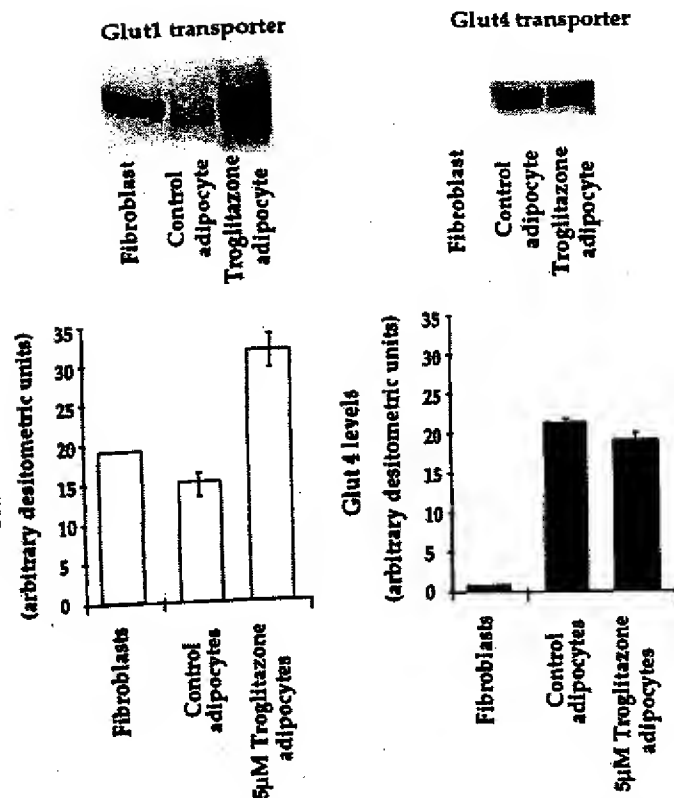 Glut1 transporter
Fibroblast
Control
adipocyte
Troglitazone
adipocyte
Glut4 transporter
Fibroblast
Control
adipocyte
Troglitazone
adipocyte
(arbitrary desitometric units)
35
30
25
20
15
10
5
0
Fibroblasts
Control
adipocytes
5µM Troglitazone
adipocytes
Glut 4 levels
(arbitrary desitometric units)
35
30
25
20
15
10
5
0
Fibroblasts
Control
adipocytes
5µM Troglitazone
adipocytes